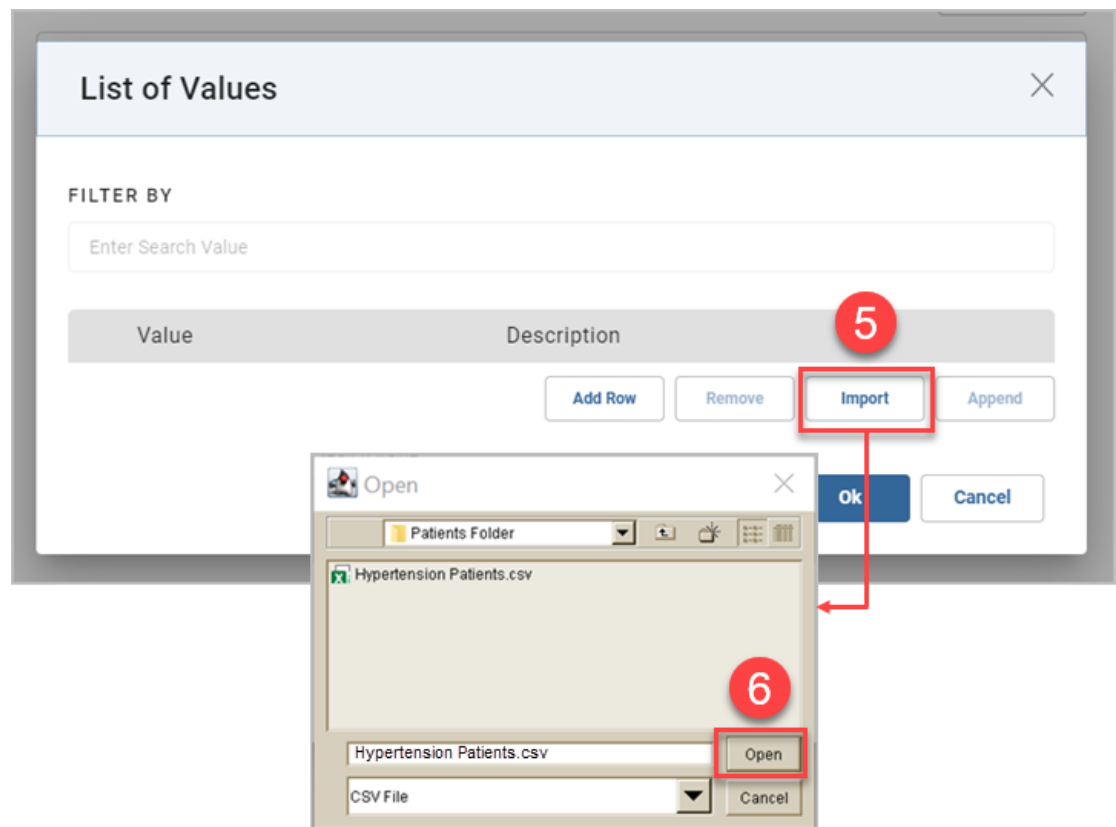 List of Values
FILTER BY
Enter Search Value
Value Description
5
Add Row Remove Import Append
Ok Cancel
Open
Patients Folder
Hypertension Patients.csv
6
Hypertension Patients.csv Open
CSV File Cancel